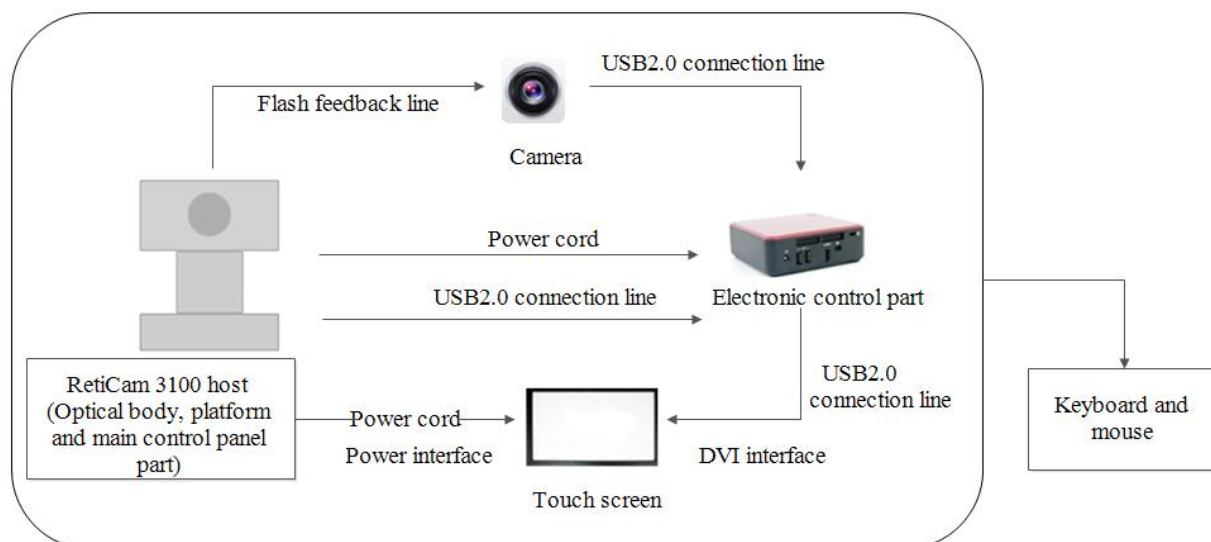 USB2.0 connection line
Flash feedback line
Camera
Power cord
USB2.0 connection line
Electronic control part
RetiCam 3100 host
(Optical body, platform
and main control panel
part)
Power cord
Power interface
USB2.0
connection line
DVI interface
Touch screen
Keyboard and
mouse